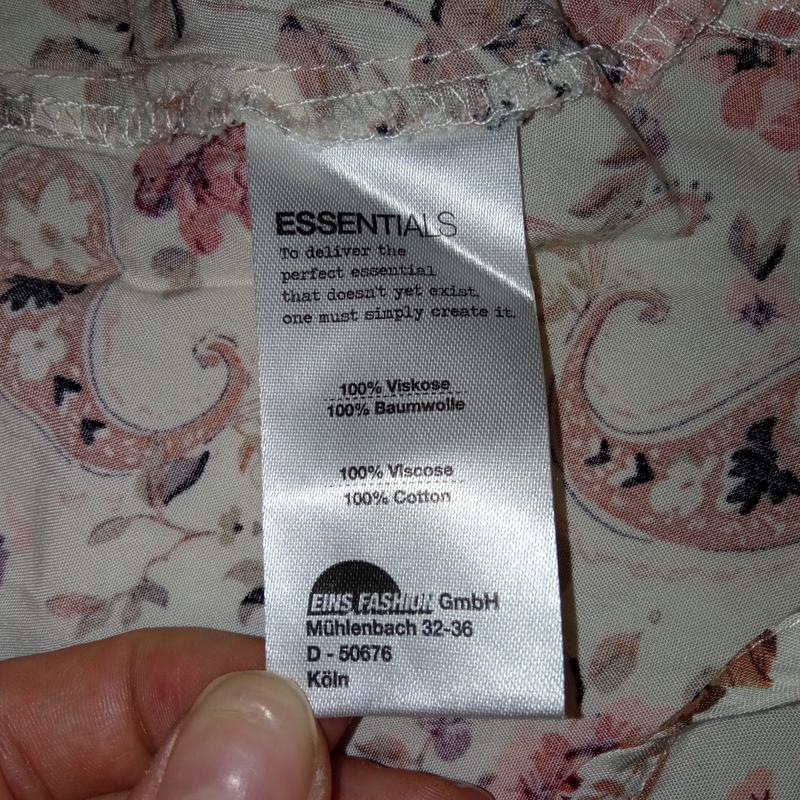 ESSENTIALS
To deliver the
perfect essential
that doesn't yet exist,
one must simply create it.
100% Viskose
100% Baumwolle
100% Viscose
100% Cotton
EINS FASHION GmbH
Mühlenbach 32-36
D - 50676
Köln